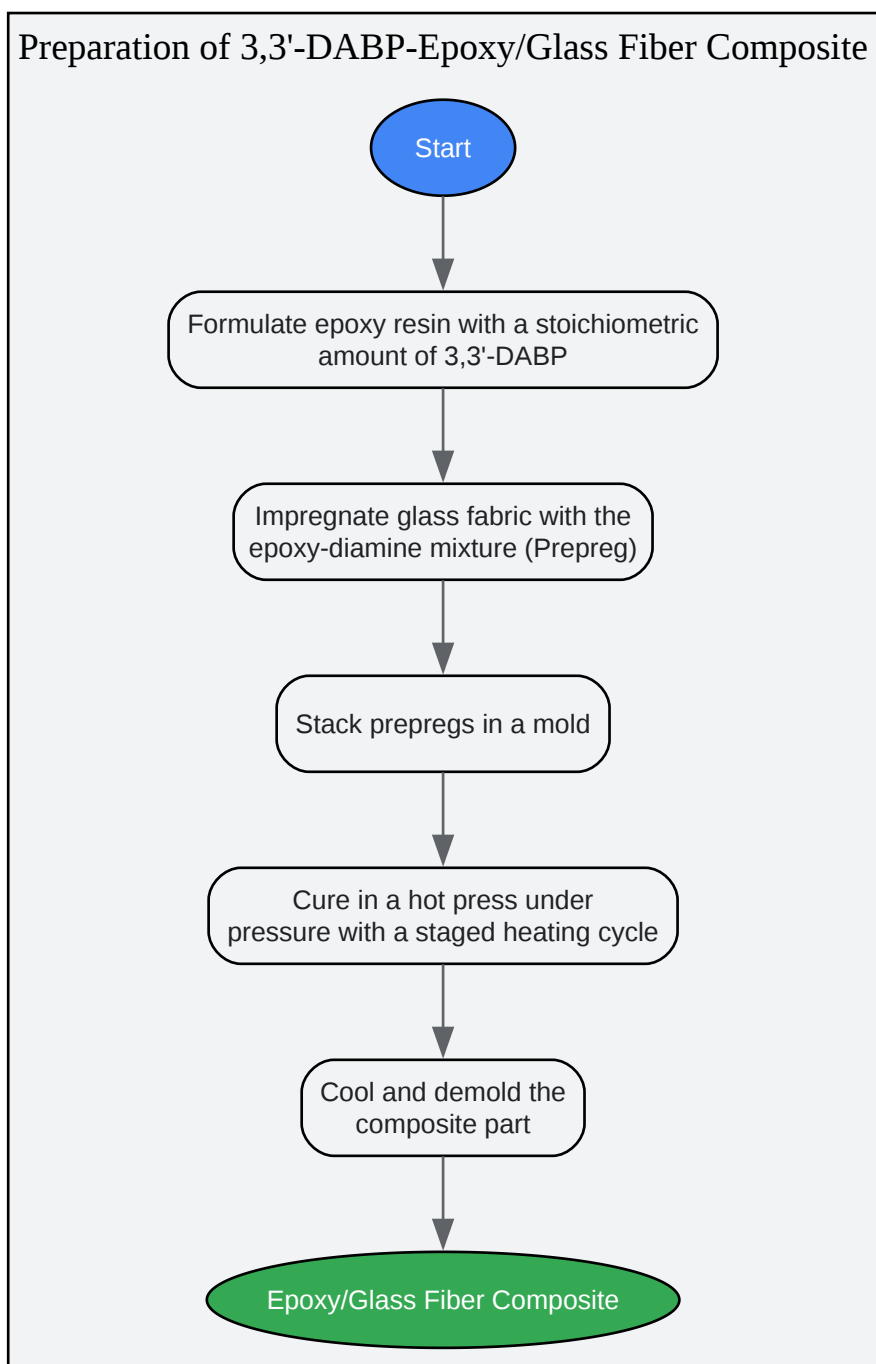 Preparation of 3,3'-DABP-Epoxy/Glass Fiber Composite
Start
Formulate epoxy resin with a stoichiometric
amount of 3,3'-DABP
Impregnate glass fabric with the
epoxy-diamine mixture (Prepreg)
Stack prepregs in a mold
Cure in a hot press under
pressure with a staged heating cycle
Cool and demold the
composite part
Epoxy/Glass Fiber Composite